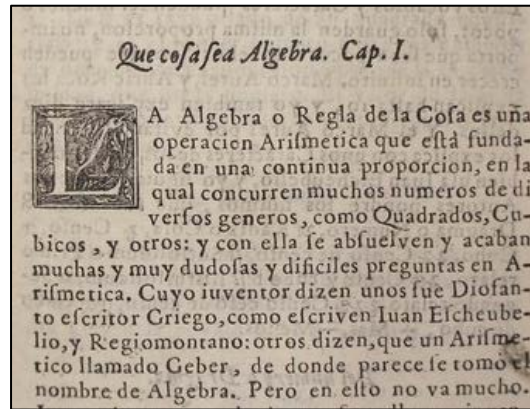 Que cosa sea Algebra. Cap. I.
LA Algebra o Regla de la Cosa es una
operacion Arismetica que está funda-
da en una continua proporcion, en la
qual concurren muchos numeros de di
versos generos, como Quadrados, Cu-
bicos, y otros: y con ella se absuelven y acaban
muchas y muy dudosas y dificiles preguntas en A-
rismetica. Cuyo iuventor dizen unos fue Diofan-
to escritor Griego, como escriven Iuan Escheube-
lio, y Regiomontano: otros dizen, que un Arisme-
tico llamado Geber, de donde parece se tomo el
nombre de Algebra. Pero en esto no va mucho.